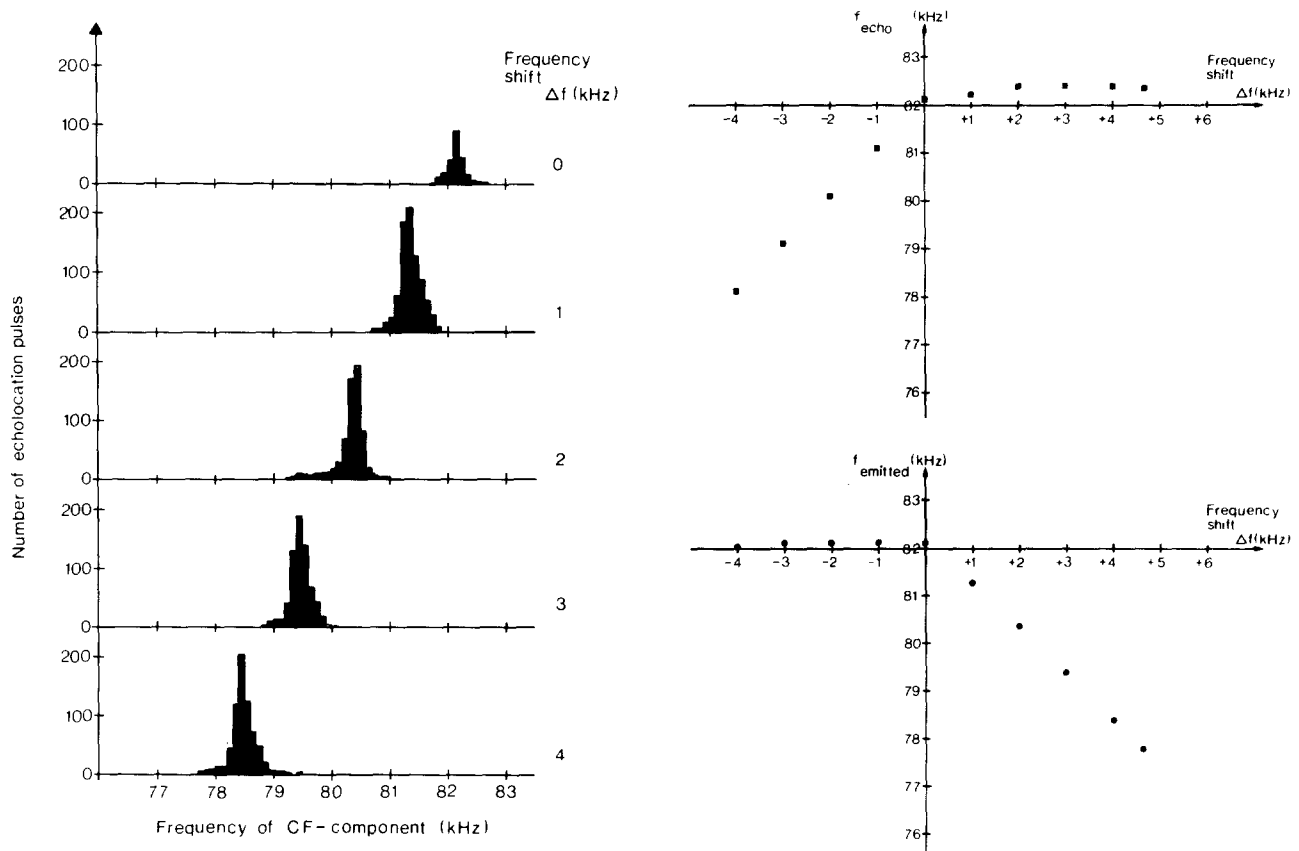 Number of echolocation pulses
Frequency
shift
Δf (kHz)
200
100
0
0
200
100
0
1
200
100
0
2
200
100
0
3
200
100
0
4
77 78 79 80 81 82 83
Frequency of CF-component (kHz)
f echo (kHz)
Frequency
shift
Δf(kHz)
83
82
-4 -3 -2 -1 +1 +2 +3 +4 +5 +6
81
80
79
78
77
76
f emitted (kHz)
Frequency
shift
Δf(kHz)
83
82
-4 -3 -2 -1 +1 +2 +3 +4 +5 +6
81
80
79
78
77
76